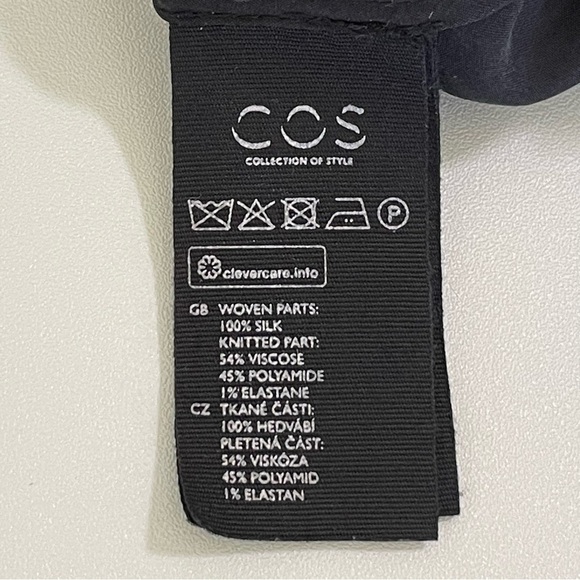 COS
COLLECTION OF STYLE
P
clevercare.info
GB WOVEN PARTS:
100% SILK
KNITTED PART:
54% VISCOSE
45% POLYAMIDE
1% ELASTANE
CZ TKANÉ ČÁSTI:
100% HEDVÁBÍ
PLETENÁ ČÁST:
54% VISKÓZA
45% POLYAMID
1% ELASTAN